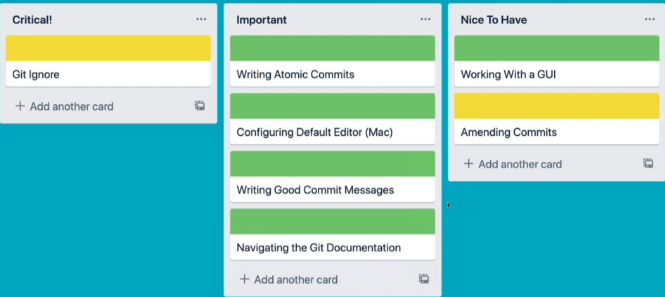 Critical!
Git Ignore
+ Add another card
Important
Writing Atomic Commits
Configuring Default Editor (Mac)
Writing Good Commit Messages
Navigating the Git Documentation
+ Add another card
Nice To Have
Working With a GUI
Amending Commits
+ Add another card